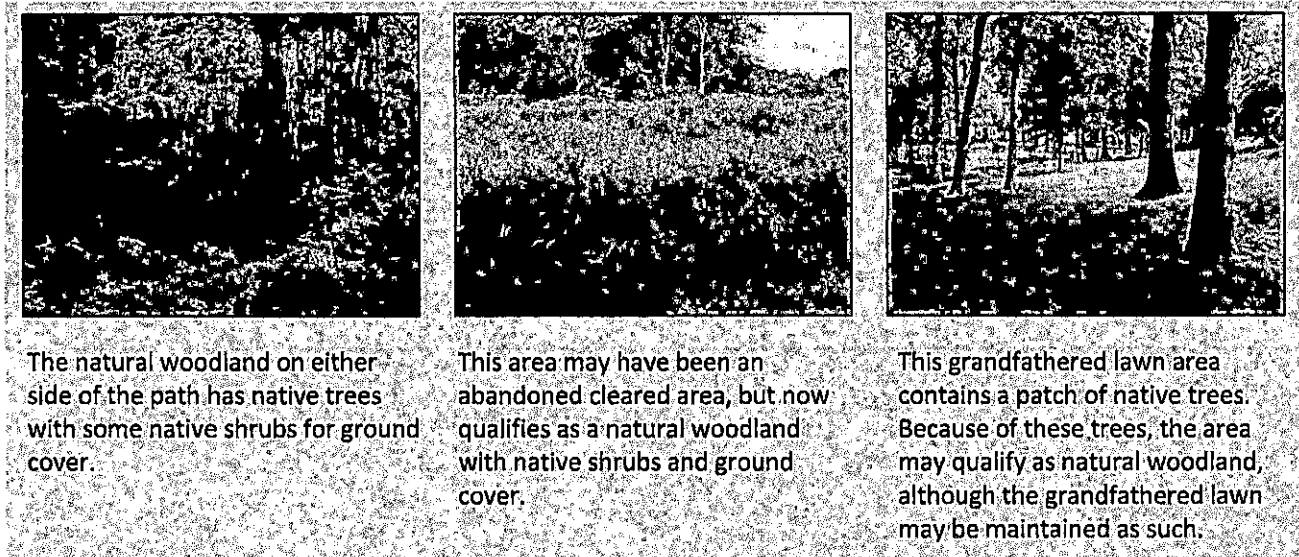 The natural woodland on either
side of the path has native trees
with some native shrubs for ground
cover.
This area may have been an
abandoned cleared area, but now
qualifies as a natural woodland
with native shrubs and ground
cover.
This grandfathered lawn area
contains a patch of native trees.
Because of these trees, the area
may qualify as natural woodland,
although the grandfathered lawn
may be maintained as such.